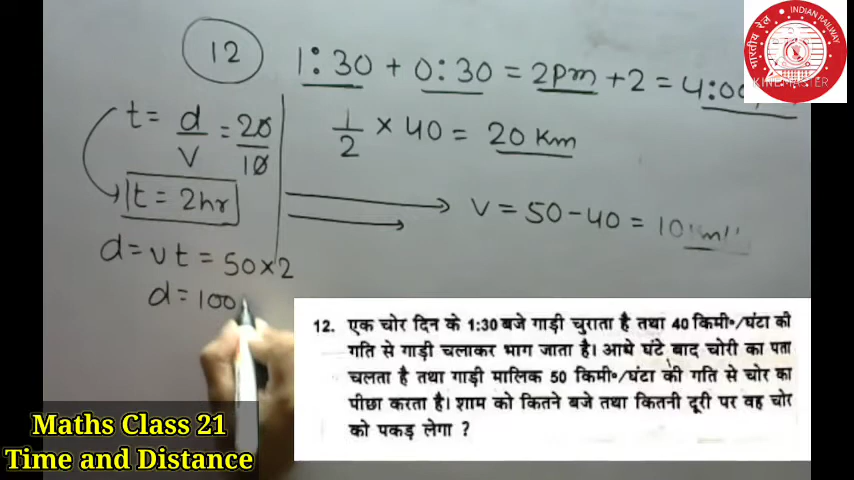 12
1:30 + 0:30 = 2pm + 2 = 4:00
t = d/V = 20/10
1/2 × 40 = 20 Km
t = 2hr
V = 50 - 40 = 10
d = v t = 50 × 2
d = 100
12. एक चोर दिन के 1:30 बजे गाड़ी चुराता है तथा 40 किमी॰/घंटा की
गति से गाड़ी चलाकर भाग जाता है। आधे घंटे बाद चोरी का पता
चलता है तथा गाड़ी मालिक 50 किमी॰/घंटा की गति से चोर का
पीछा करता है। शाम को कितने बजे तथा कितनी दूरी पर वह चोर
को पकड़ लेगा ?
Maths Class 21
Time and Distance
भारतीय रेल INDIAN RAILWAY
KINEMASTER